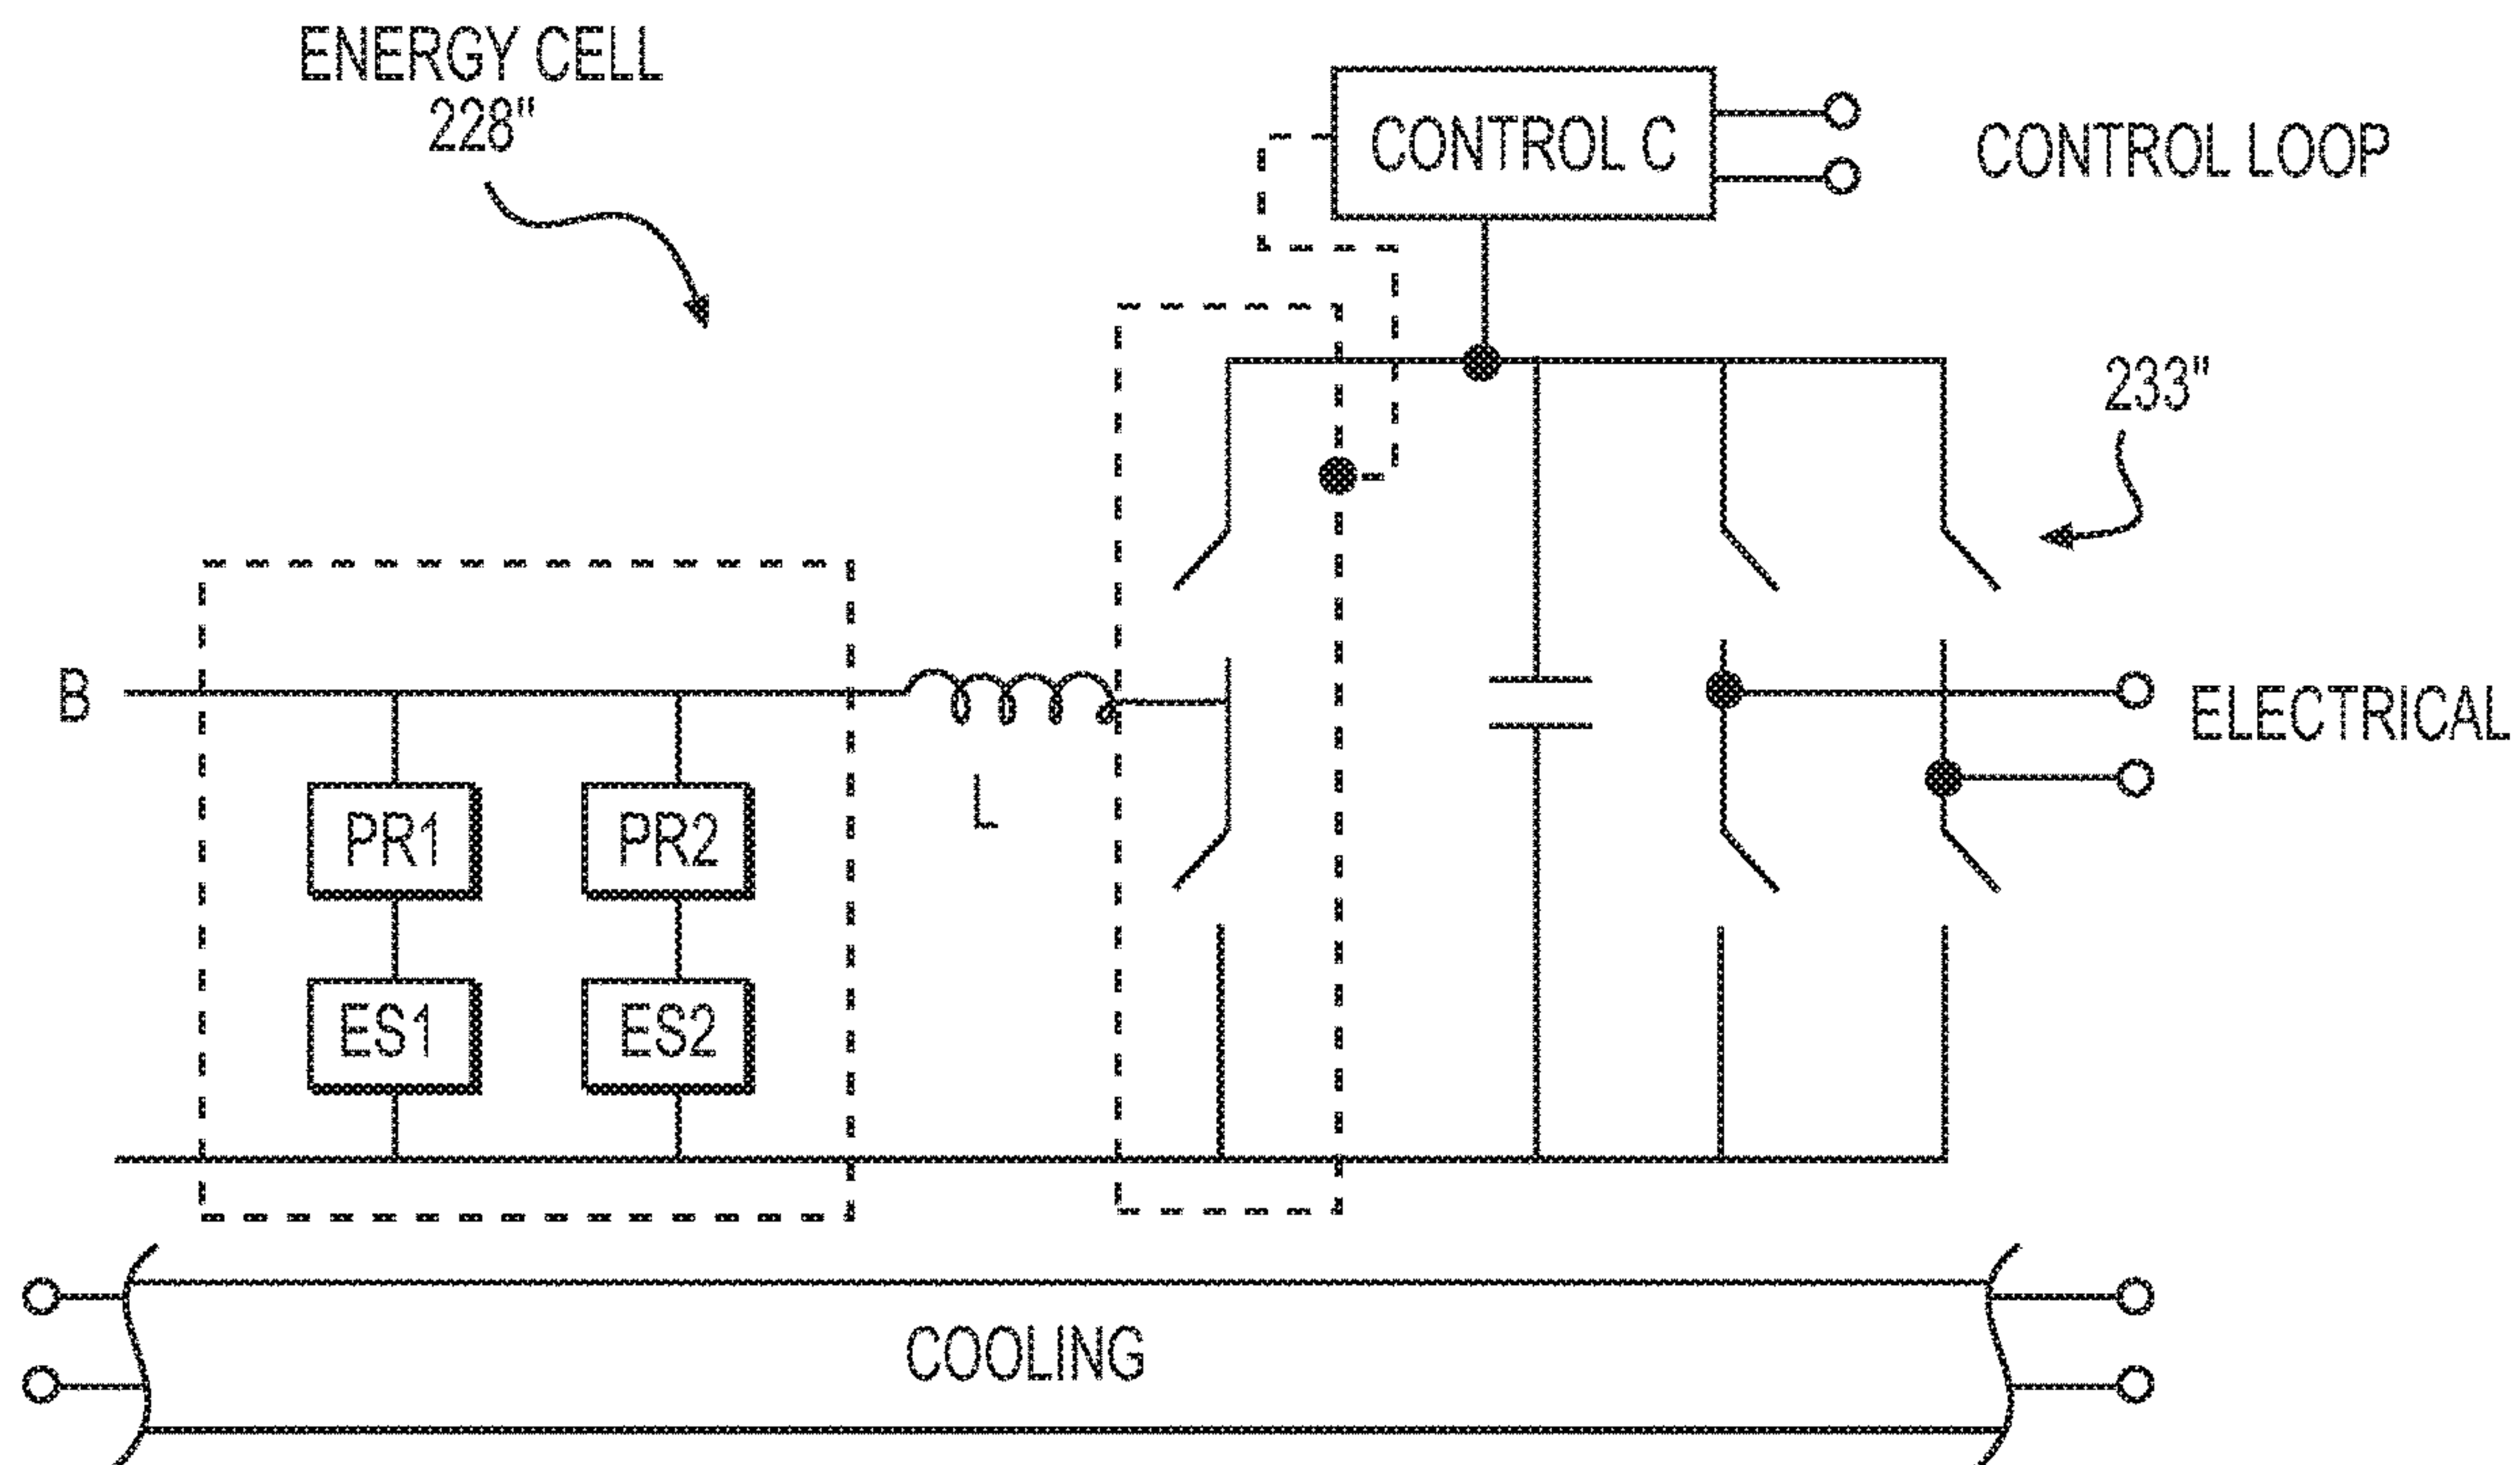 ENERGY CELL
228"
CONTROL C
CONTROL LOOP
233"
B
L
ELECTRICAL
PR1
PR2
ES1
ES2
COOLING